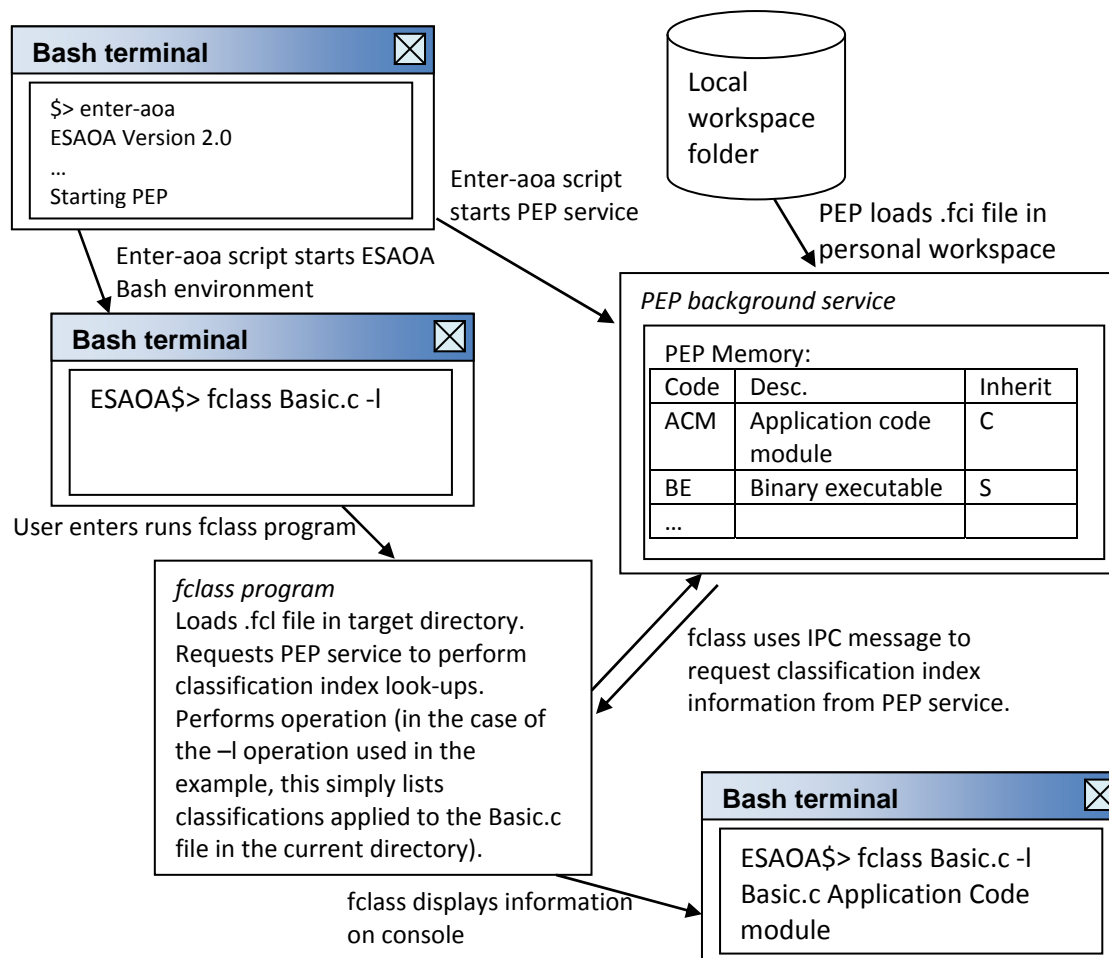 Bash terminal
$> enter-aoa
ESAOA Version 2.0
...
Starting PEP
Local
workspace
folder
Enter-aoa script
starts PEP service
PEP loads .fci file in
personal workspace
Enter-aoa script starts ESAOA
Bash environment
Bash terminal
ESAOA$> fclass Basic.c -l
PEP background service
PEP Memory:
Code Desc. Inherit
ACM Application code C
module
BE Binary executable S
...
User enters runs fclass program
fclass program
Loads .fcl file in target directory.
Requests PEP service to perform
classification index look-ups.
Performs operation (in the case of
the –l operation used in the
example, this simply lists
classifications applied to the Basic.c
file in the current directory).
fclass uses IPC message to
request classification index
information from PEP service.
fclass displays information
on console
Bash terminal
ESAOA$> fclass Basic.c -l
Basic.c Application Code
module